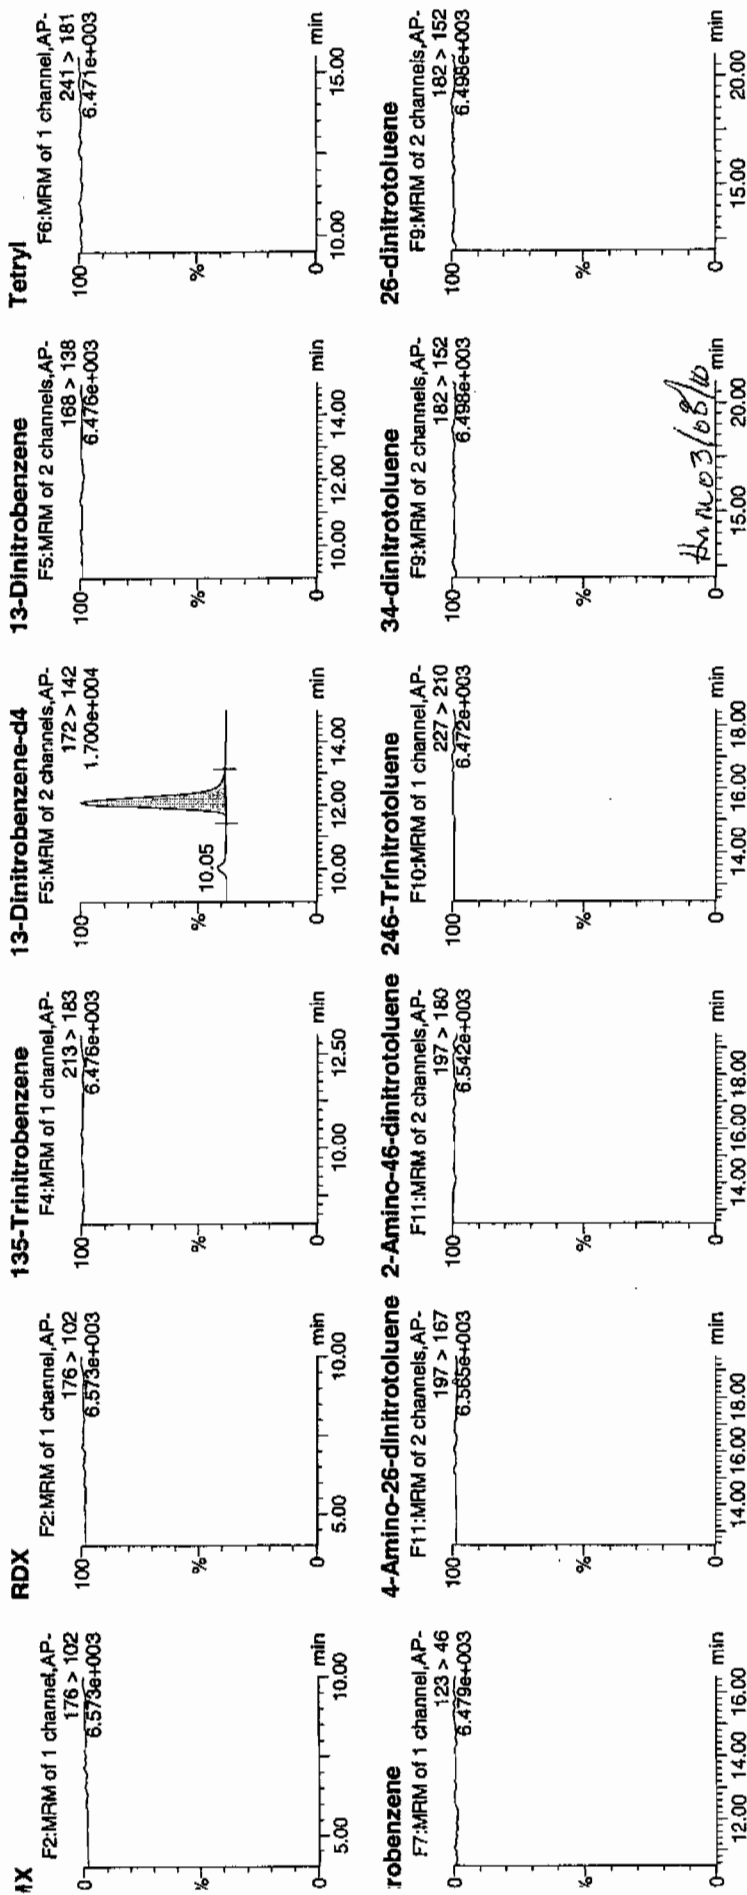 MX
F2:MRM of 1 channel,AP-
176 > 102
6.573e+003
0
%
0
5.00 10.00 min
RDX
F2:MRM of 1 channel,AP-
176 > 102
6.573e+003
100
%
0
5.00 10.00 min
135-Trinitrobenzene
F4:MRM of 1 channel,AP-
213 > 183
6.476e+003
100
%
0
10.00 12.50 min
13-Dinitrobenzene-d4
F5:MRM of 2 channels,AP-
172 > 142
1.700e+004
100
%
10.05
0
10.00 12.00 14.00 min
13-Dinitrobenzene
F5:MRM of 2 channels,AP-
168 > 138
6.476e+003
100
%
0
10.00 12.00 14.00 min
Tetryl
F6:MRM of 1 channel,AP-
241 > 181
6.471e+003
100
%
0
10.00 15.00 min
robenzene
F7:MRM of 1 channel,AP-
123 > 46
6.479e+003
0
%
0
12.00 14.00 16.00 min
4-Amino-26-dinitrotoluene
F11:MRM of 2 channels,AP-
197 > 167
6.565e+003
100
%
0
14.00 16.00 18.00 min
2-Amino-46-dinitrotoluene
F11:MRM of 2 channels,AP-
197 > 180
6.542e+003
100
%
0
14.00 16.00 18.00 min
246-Trinitrotoluene
F10:MRM of 1 channel,AP-
227 > 210
6.472e+003
100
%
0
14.00 16.00 18.00 min
34-dinitrotoluene
F9:MRM of 2 channels,AP-
182 > 152
6.498e+003
100
%
03/08/10
0
15.00 20.00 min
26-dinitrotoluene
F9:MRM of 2 channels,AP-
182 > 152
6.498e+003
100
%
0
15.00 20.00 min